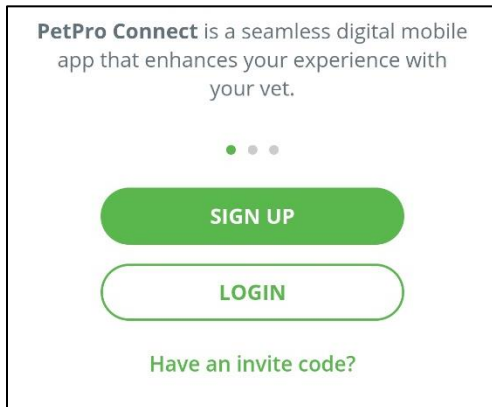 PetPro Connect is a seamless digital mobile
app that enhances your experience with
your vet.
SIGN UP
LOGIN
Have an invite code?